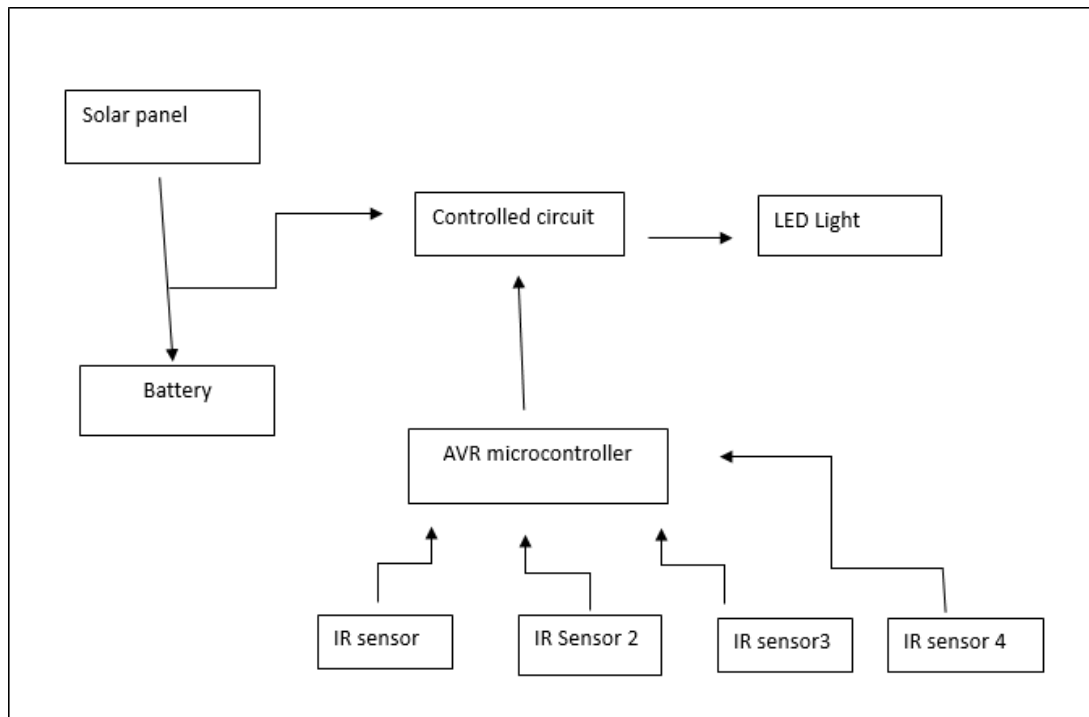 Solar panel
Controlled circuit
LED Light
Battery
AVR microcontroller
IR sensor
IR Sensor 2
IR sensor3
IR sensor 4